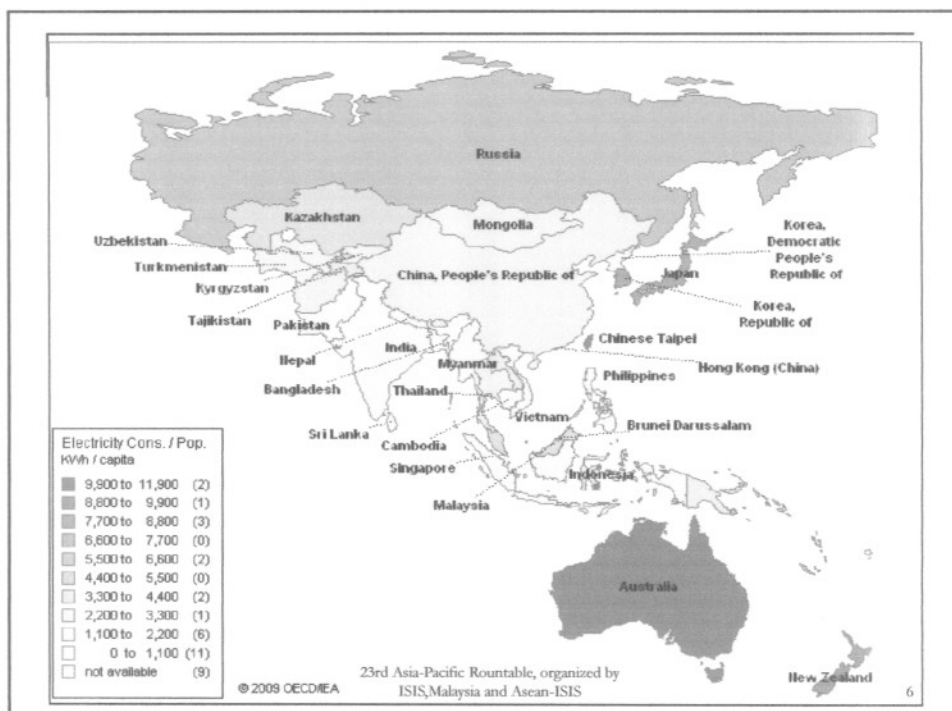 Russia
Kazakhstan
Mongolia
Uzbekistan
Turkmenistan
Kyrgyzstan
Tajikistan
China, People's Republic of
Korea,
Democratic
People's
Republic of
Japan
Korea,
Republic of
Pakistan
Nepal
India
Bangladesh
Myanmar
Chinese Taipei
Hong Kong (China)
Philippines
Thailand
Vietnam
Sri Lanka
Cambodia
Brunei Darussalam
Singapore
Indonesia
Malaysia
Australia
New Zealand
Electricity Cons. / Pop.
KWh / capita
9,900 to 11,900 (2)
8,800 to 9,900 (1)
7,700 to 8,800 (3)
6,600 to 7,700 (0)
5,500 to 6,600 (2)
4,400 to 5,500 (0)
3,300 to 4,400 (2)
2,200 to 3,300 (1)
1,100 to 2,200 (6)
0 to 1,100 (11)
not available (9)
© 2009 OECD/IEA
23rd Asia-Pacific Rountable, organized by
ISIS,Malaysia and Asean-ISIS
6